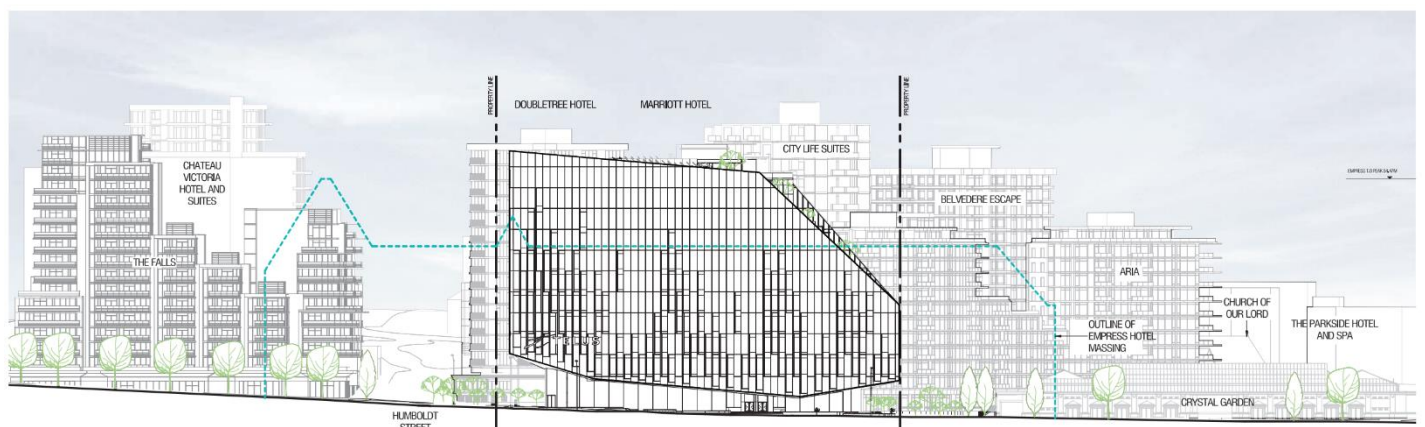 PROPERTY LINE
DOUBLETREE HOTEL
MARRIOTT HOTEL
PROPERTY LINE
CITY LIFE SUITES
CHATEAU
VICTORIA
HOTEL AND
SUITES
BELVEDERE ESCAPE
THE FALLS
ARIA
TELUS
CHURCH OF
OUR LORD
OUTLINE OF
EMPRESS HOTEL
MASSING
THE PARKSIDE HOTEL
AND SPA
CRYSTAL GARDEN
HUMBOLDT
STREET